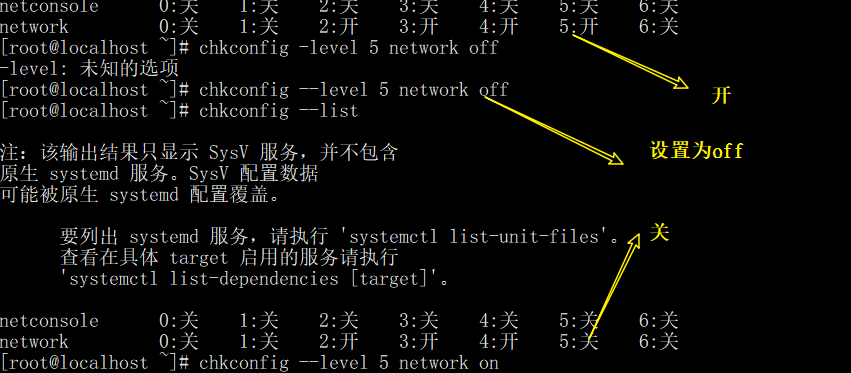 netconsole 0:关 1:关 2:关 3:关 4:关 5:关 6:关
network 0:关 1:关 2:开 3:开 4:开 5:开 6:关
[root@localhost ~]# chkconfig -level 5 network off
-level: 未知的选项
[root@localhost ~]# chkconfig --level 5 network off
开
[root@localhost ~]# chkconfig --list
设置为off
注：该输出结果只显示 SysV 服务，并不包含
原生 systemd 服务。SysV 配置数据
可能被原生 systemd 配置覆盖。
要列出 systemd 服务，请执行 'systemctl list-unit-files'。
关
查看在具体 target 启用的服务请执行
'systemctl list-dependencies [target]'。
netconsole 0:关 1:关 2:关 3:关 4:关 5:关 6:关
network 0:关 1:关 2:开 3:开 4:开 5:关 6:关
[root@localhost ~]# chkconfig --level 5 network on